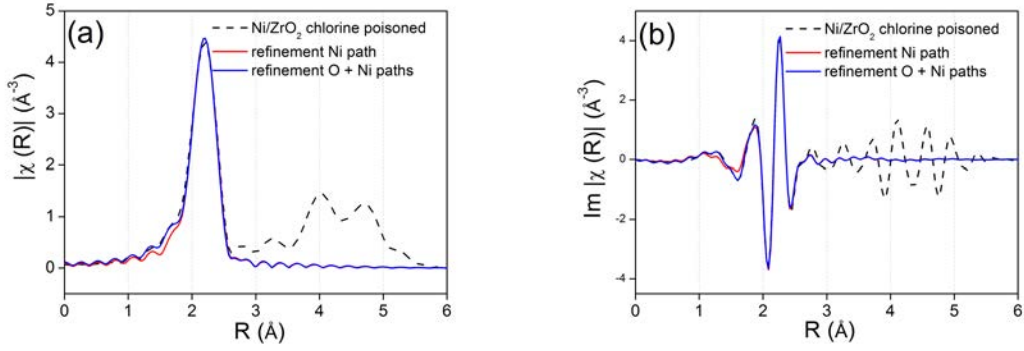 (a)
Ni/ZrO₂ chlorine poisoned
refinement Ni path
refinement O + Ni paths
|χ (R)| (Å⁻³)
5
4
3
2
1
0
0 1 2 3 4 5 6
R (Å)
(b)
Ni/ZrO₂ chlorine poisoned
refinement Ni path
refinement O + Ni paths
Im |χ (R)| (Å⁻³)
4
2
0
-2
-4
0 1 2 3 4 5 6
R (Å)